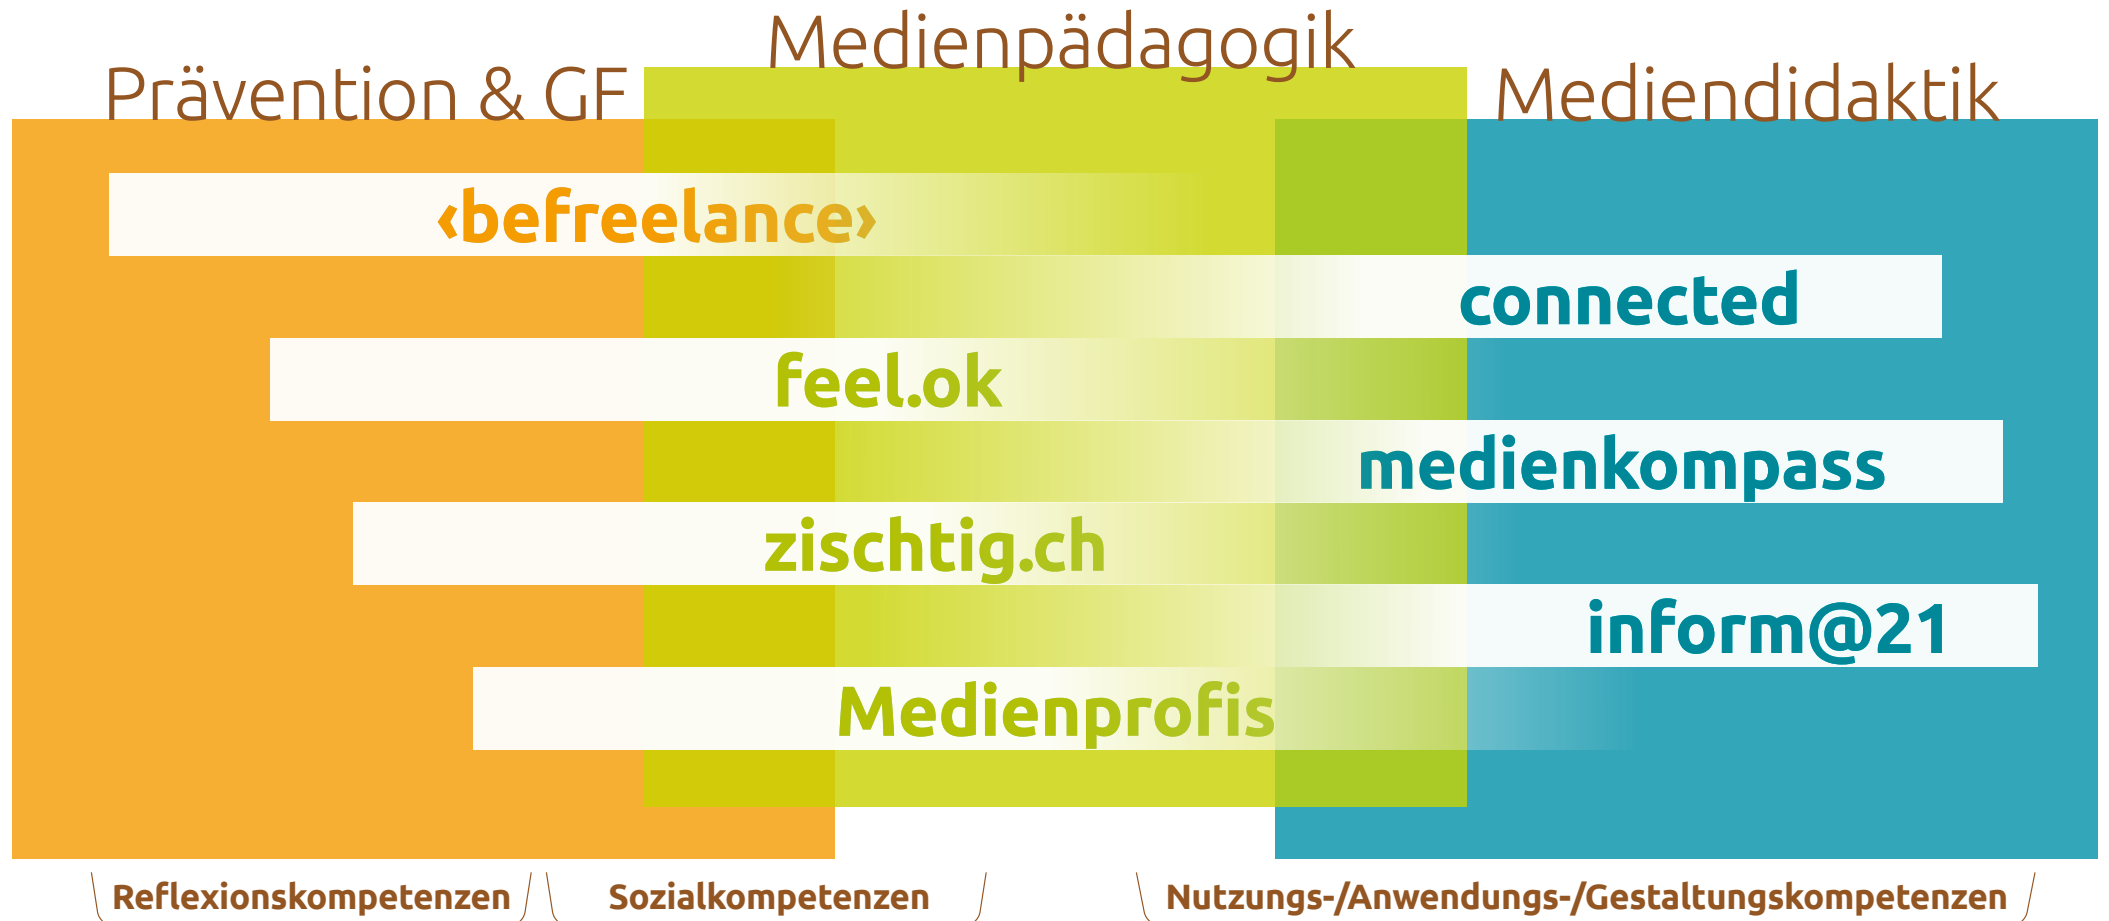 Medienpädagogik
Prävention & GF
Mediendidaktik
‹befreelance›
connected
feel.ok
medienkompass
zischtig.ch
inform@21
Medienprofis
Reflexionskompetenzen
Sozialkompetenzen
Nutzungs-/Anwendungs-/Gestaltungskompetenzen